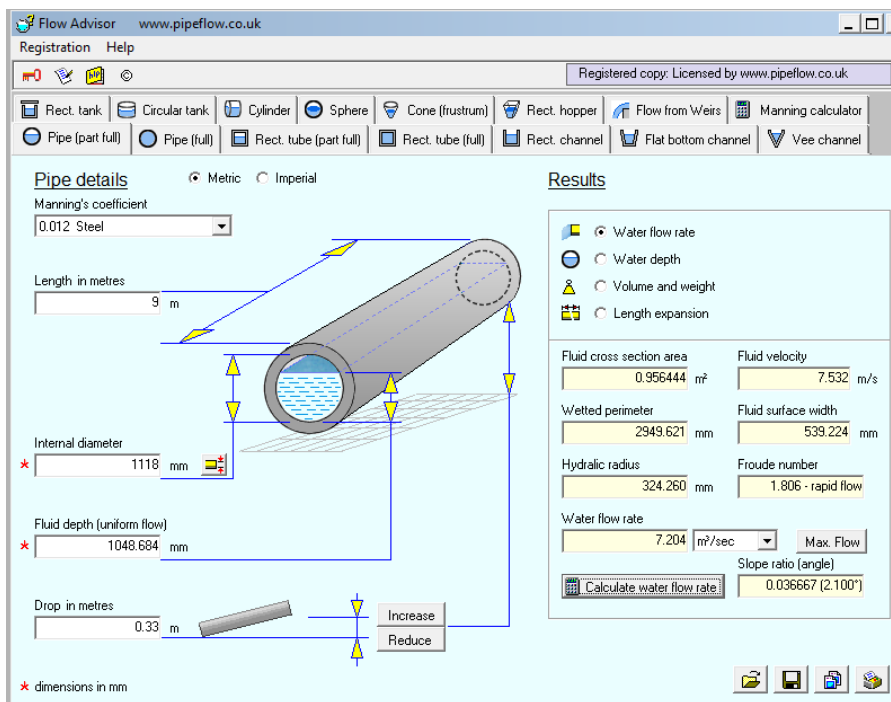 Flow Advisor www.pipeflow.co.uk
Registration Help
Registered copy: Licensed by www.pipeflow.co.uk
Rect. tank Circular tank Cylinder Sphere Cone (frustrum) Rect. hopper Flow from Weirs Manning calculator
Pipe (part full) Pipe (full) Rect. tube (part full) Rect. tube (full) Rect. channel Flat bottom channel Vee channel
Pipe details Metric Imperial
Manning's coefficient
0.012 Steel
Length in metres
9 m
Internal diameter
* 1118 mm
Fluid depth (uniform flow)
* 1048.684 mm
Drop in metres
0.33 m
Increase
Reduce
* dimensions in mm
Results
Water flow rate
Water depth
Volume and weight
Length expansion
Fluid cross section area Fluid velocity
0.956444 m² 7.532 m/s
Wetted perimeter Fluid surface width
2949.621 mm 539.224 mm
Hydralic radius Froude number
324.260 mm 1.806 - rapid flow
Water flow rate
7.204 m³/sec Max. Flow
Slope ratio (angle)
Calculate water flow rate 0.036667 (2.100°)